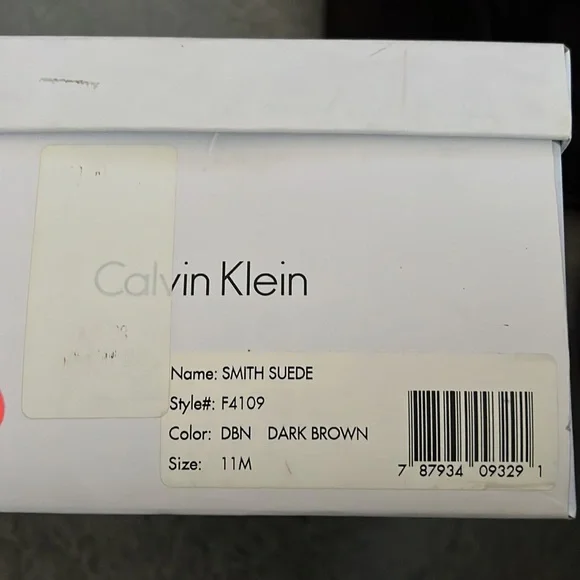 Calvin Klein
Name: SMITH SUEDE
Style#: F4109
Color: DBN DARK BROWN
Size: 11M
7 87934 09329 1